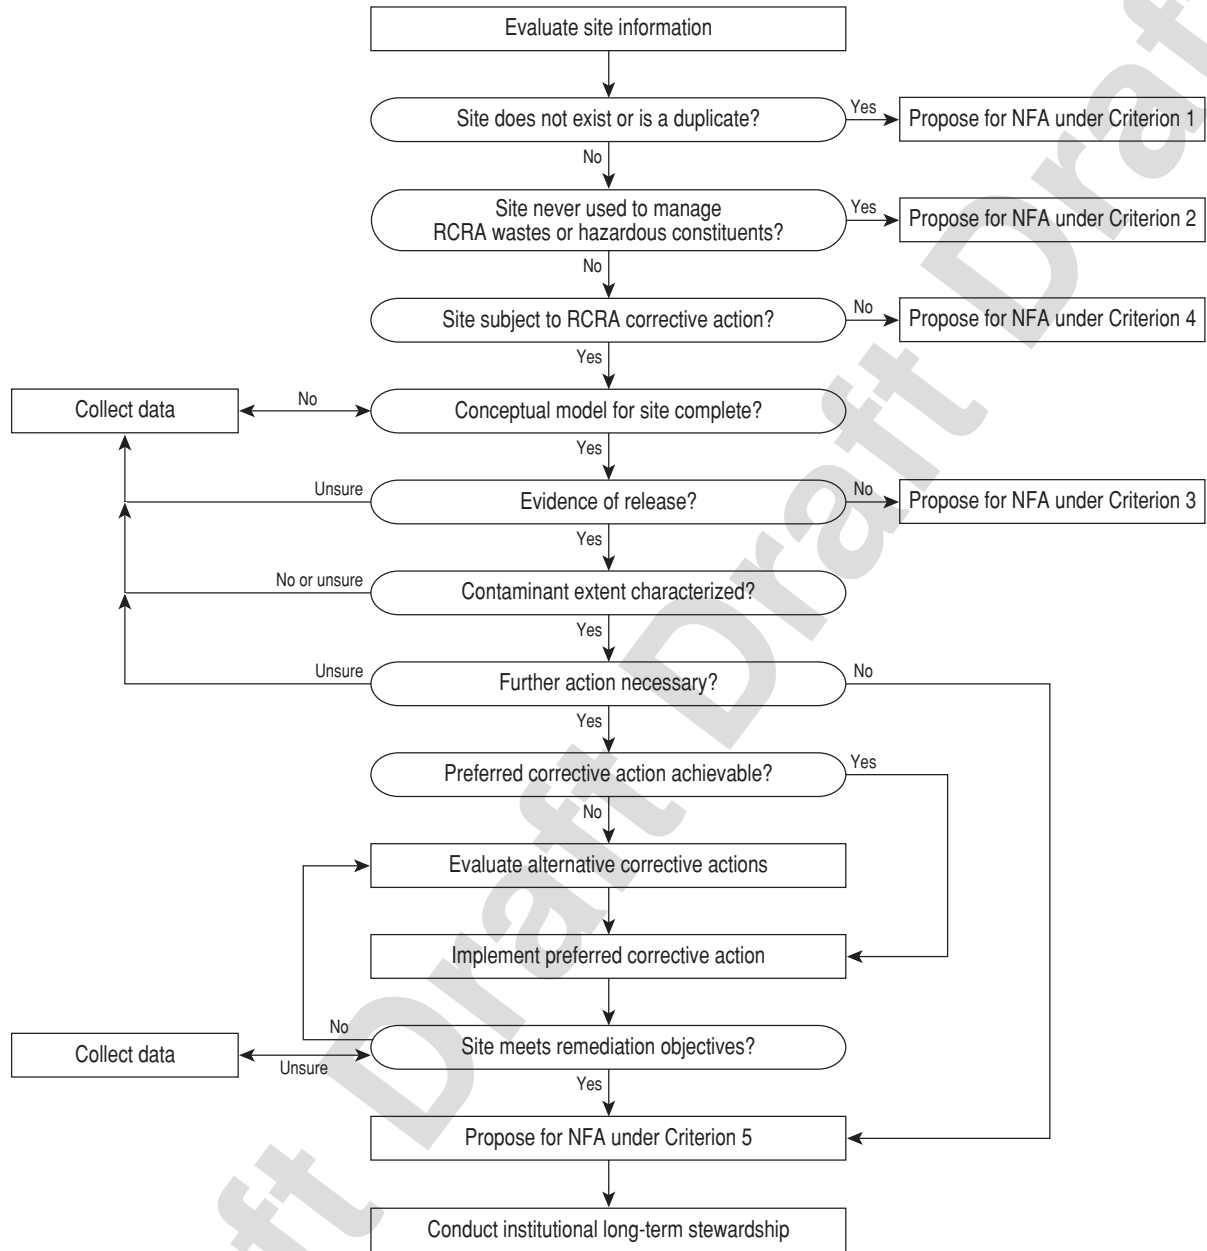 Evaluate site information
Site does not exist or is a duplicate?
Yes
Propose for NFA under Criterion 1
No
Site never used to manage
RCRA wastes or hazardous constituents?
Yes
Propose for NFA under Criterion 2
No
Site subject to RCRA corrective action?
No
Propose for NFA under Criterion 4
Yes
Collect data
No
Conceptual model for site complete?
Yes
Unsure
Evidence of release?
No
Propose for NFA under Criterion 3
Yes
No or unsure
Contaminant extent characterized?
Yes
Unsure
Further action necessary?
No
Yes
Preferred corrective action achievable?
Yes
No
Evaluate alternative corrective actions
Implement preferred corrective action
No
Collect data
Unsure
Site meets remediation objectives?
Yes
Propose for NFA under Criterion 5
Conduct institutional long-term stewardship
Draft Draft Draft Draft